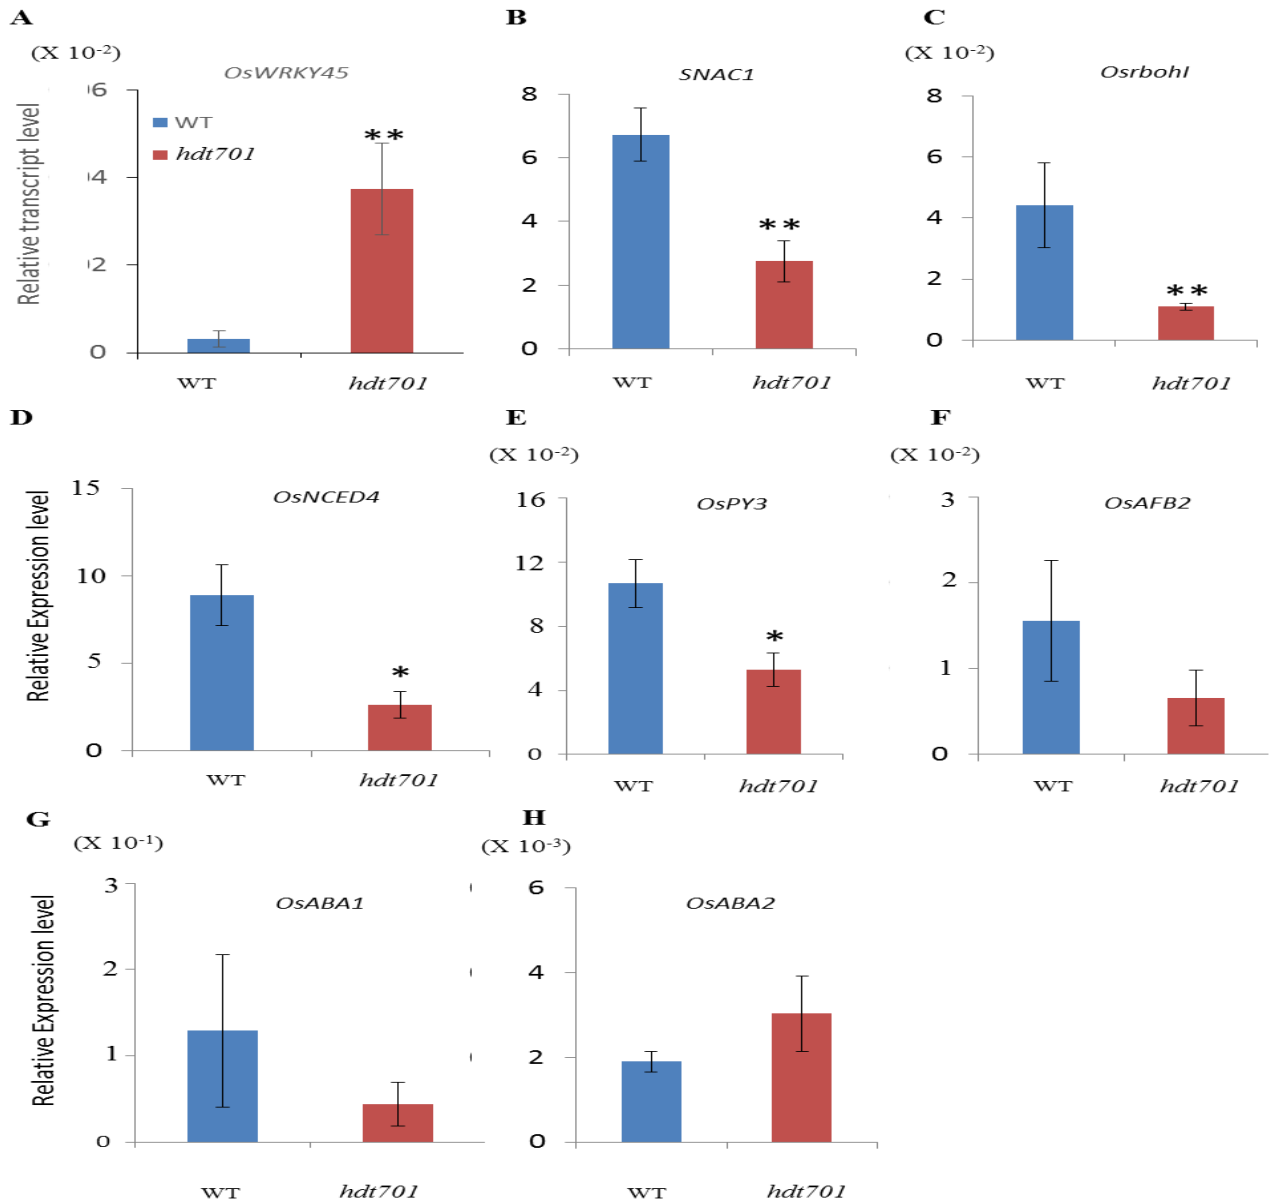 A
(X 10-2)
OsWRKY45
Relative transcript level
6
4
2
0
WT
hdt701
**
WT
hdt701
B
SNAC1
8
6
4
2
0
**
WT
hdt701
C
(X 10-2)
OsrbohI
8
6
4
2
0
**
WT
hdt701
D
OsNCED4
Relative Expression level
15
10
5
0
*
WT
hdt701
E
(X 10-2)
OsPY3
16
12
8
4
0
*
WT
hdt701
F
(X 10-2)
OsAFB2
3
2
1
0
WT
hdt701
G
(X 10-1)
OsABA1
Relative Expression level
3
2
1
0
WT
hdt701
H
(X 10-3)
OsABA2
6
4
2
0
WT
hdt701